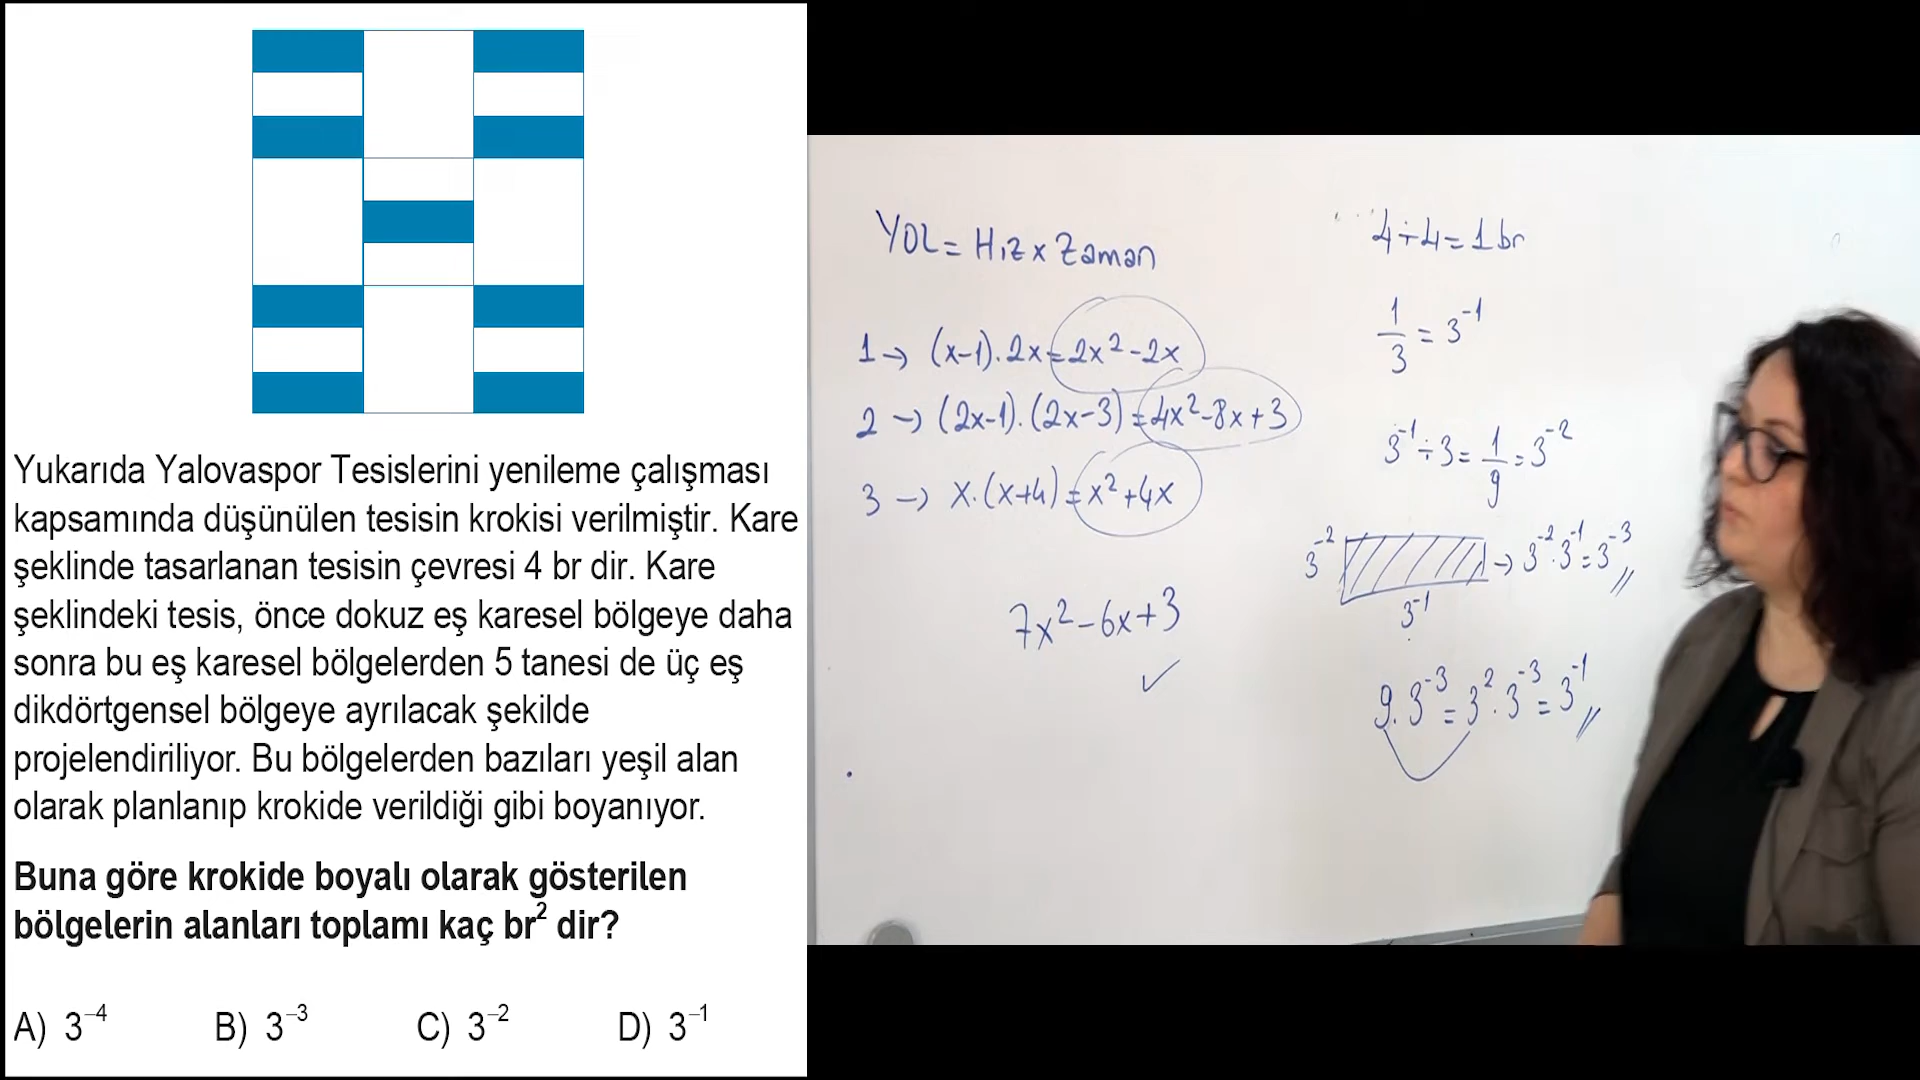 Yukarıda Yalovaspor Tesislerini yenileme çalışması
kapsamında düşünülen tesisin krokisi verilmiştir. Kare
şeklinde tasarlanan tesisin çevresi 4 br dir. Kare
şeklindeki tesis, önce dokuz eş karesel bölgeye daha
sonra bu eş karesel bölgelerden 5 tanesi de üç eş
dikdörtgensel bölgeye ayrılacak şekilde
projelendiriliyor. Bu bölgelerden bazıları yeşil alan
olarak planlanıp krokide verildiği gibi boyanıyor.
Buna göre krokide boyalı olarak gösterilen
bölgelerin alanları toplamı kaç br² dir?
A) 3⁻⁴ B) 3⁻³ C) 3⁻² D) 3⁻¹
YOL = Hız x Zaman
1 → (x-1).2x = 2x² - 2x
2 → (2x-1).(2x-3) = 4x² - 8x + 3
3 → x.(x+4) = x² + 4x
7x² - 6x + 3
4 ÷ 4 = 1 br
1/3 = 3⁻¹
3⁻¹ ÷ 3 = 1/9 = 3⁻²
3⁻² → 3⁻² . 3⁻¹ = 3⁻³
3⁻¹
9 . 3⁻³ = 3² . 3⁻³ = 3⁻¹